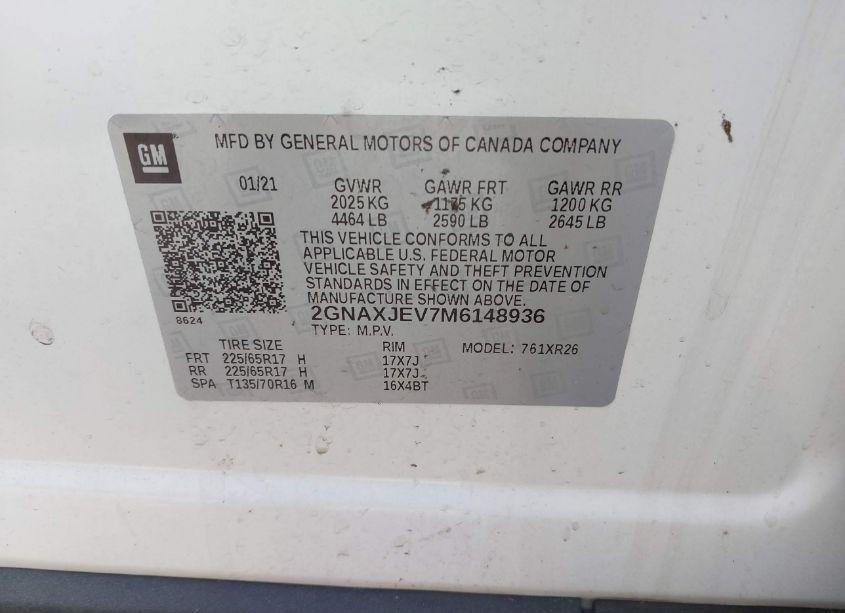 GM
MFD BY GENERAL MOTORS OF CANADA COMPANY
01/21 GVWR GAWR FRT GAWR RR
2025 KG 1175 KG 1200 KG
4464 LB 2590 LB 2645 LB
THIS VEHICLE CONFORMS TO ALL
APPLICABLE U.S. FEDERAL MOTOR
VEHICLE SAFETY AND THEFT PREVENTION
STANDARDS IN EFFECT ON THE DATE OF
MANUFACTURE SHOWN ABOVE.
8624 2GNAXJEV7M6148936
TYPE: M.P.V.
TIRE SIZE RIM MODEL: 761XR26
FRT 225/65R17 H 17X7J
RR 225/65R17 H 17X7J
SPA T135/70R16 M 16X4BT